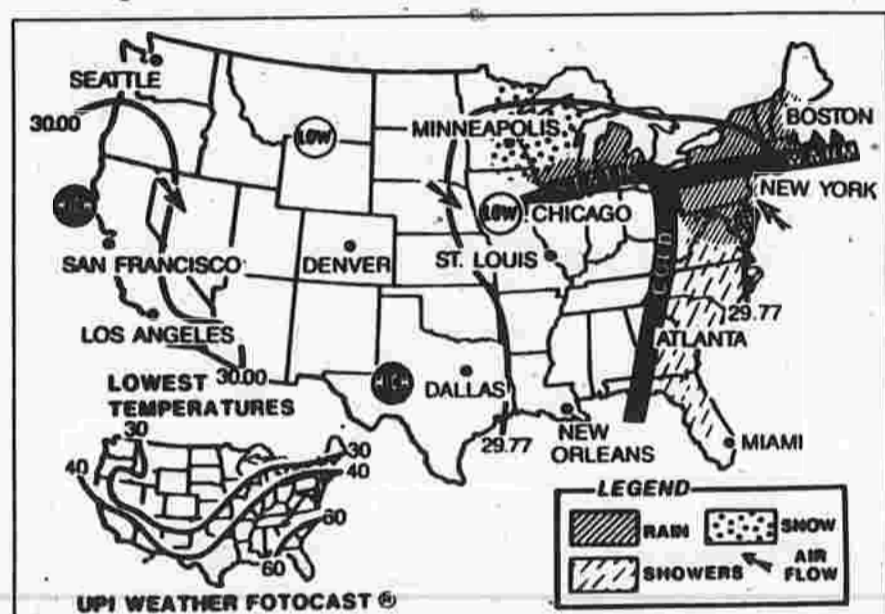 SEATTLE
30.00
LOW
MINNEAPOLIS
BOSTON
HIGH
LOW
CHICAGO
NEW YORK
COLD
SAN FRANCISCO
DENVER
ST. LOUIS
LOS ANGELES
29.77
ATLANTA
30.00
LOWEST
TEMPERATURES
HIGH
DALLAS
NEW
ORLEANS
MIAMI
29.77
30
30
40
40
60
60
LEGEND
RAIN
SNOW
SHOWERS
AIR
FLOW
UPI WEATHER FOTOCAST ®